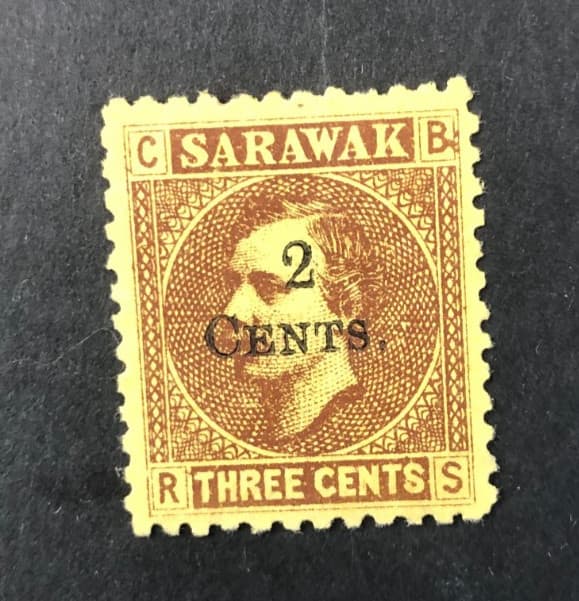 C SARAWAK B
2
CENTS.
R THREE CENTS S